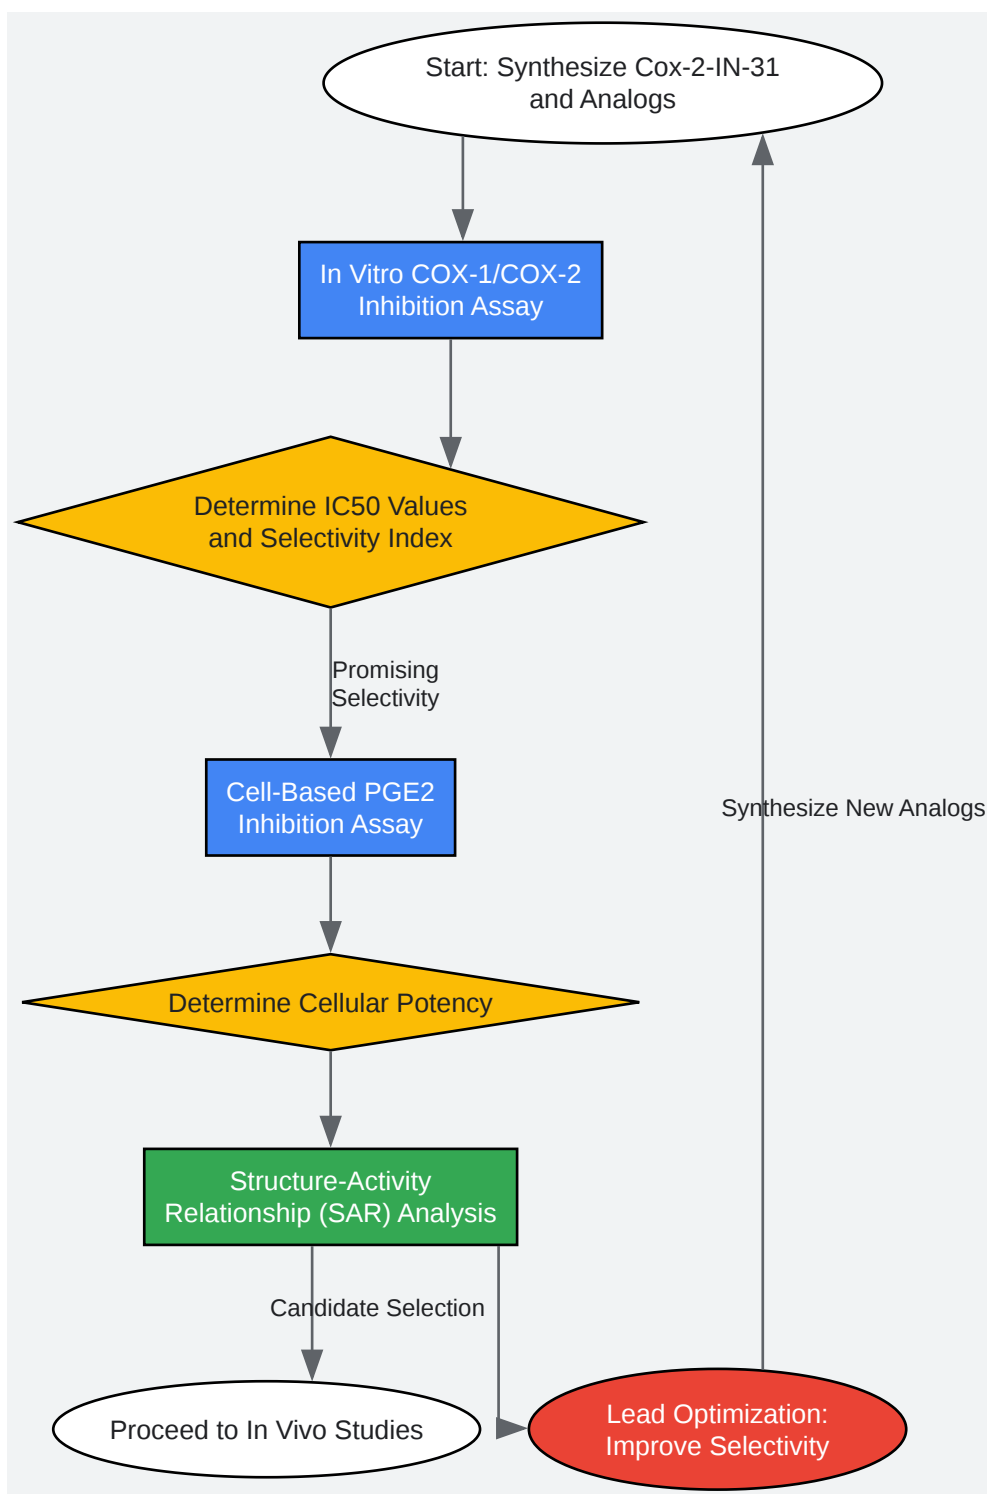 Start: Synthesize Cox-2-IN-31
and Analogs
In Vitro COX-1/COX-2
Inhibition Assay
Determine IC50 Values
and Selectivity Index
Promising
Selectivity
Cell-Based PGE2
Inhibition Assay
Synthesize New Analogs
Determine Cellular Potency
Structure-Activity
Relationship (SAR) Analysis
Candidate Selection
Proceed to In Vivo Studies
Lead Optimization:
Improve Selectivity